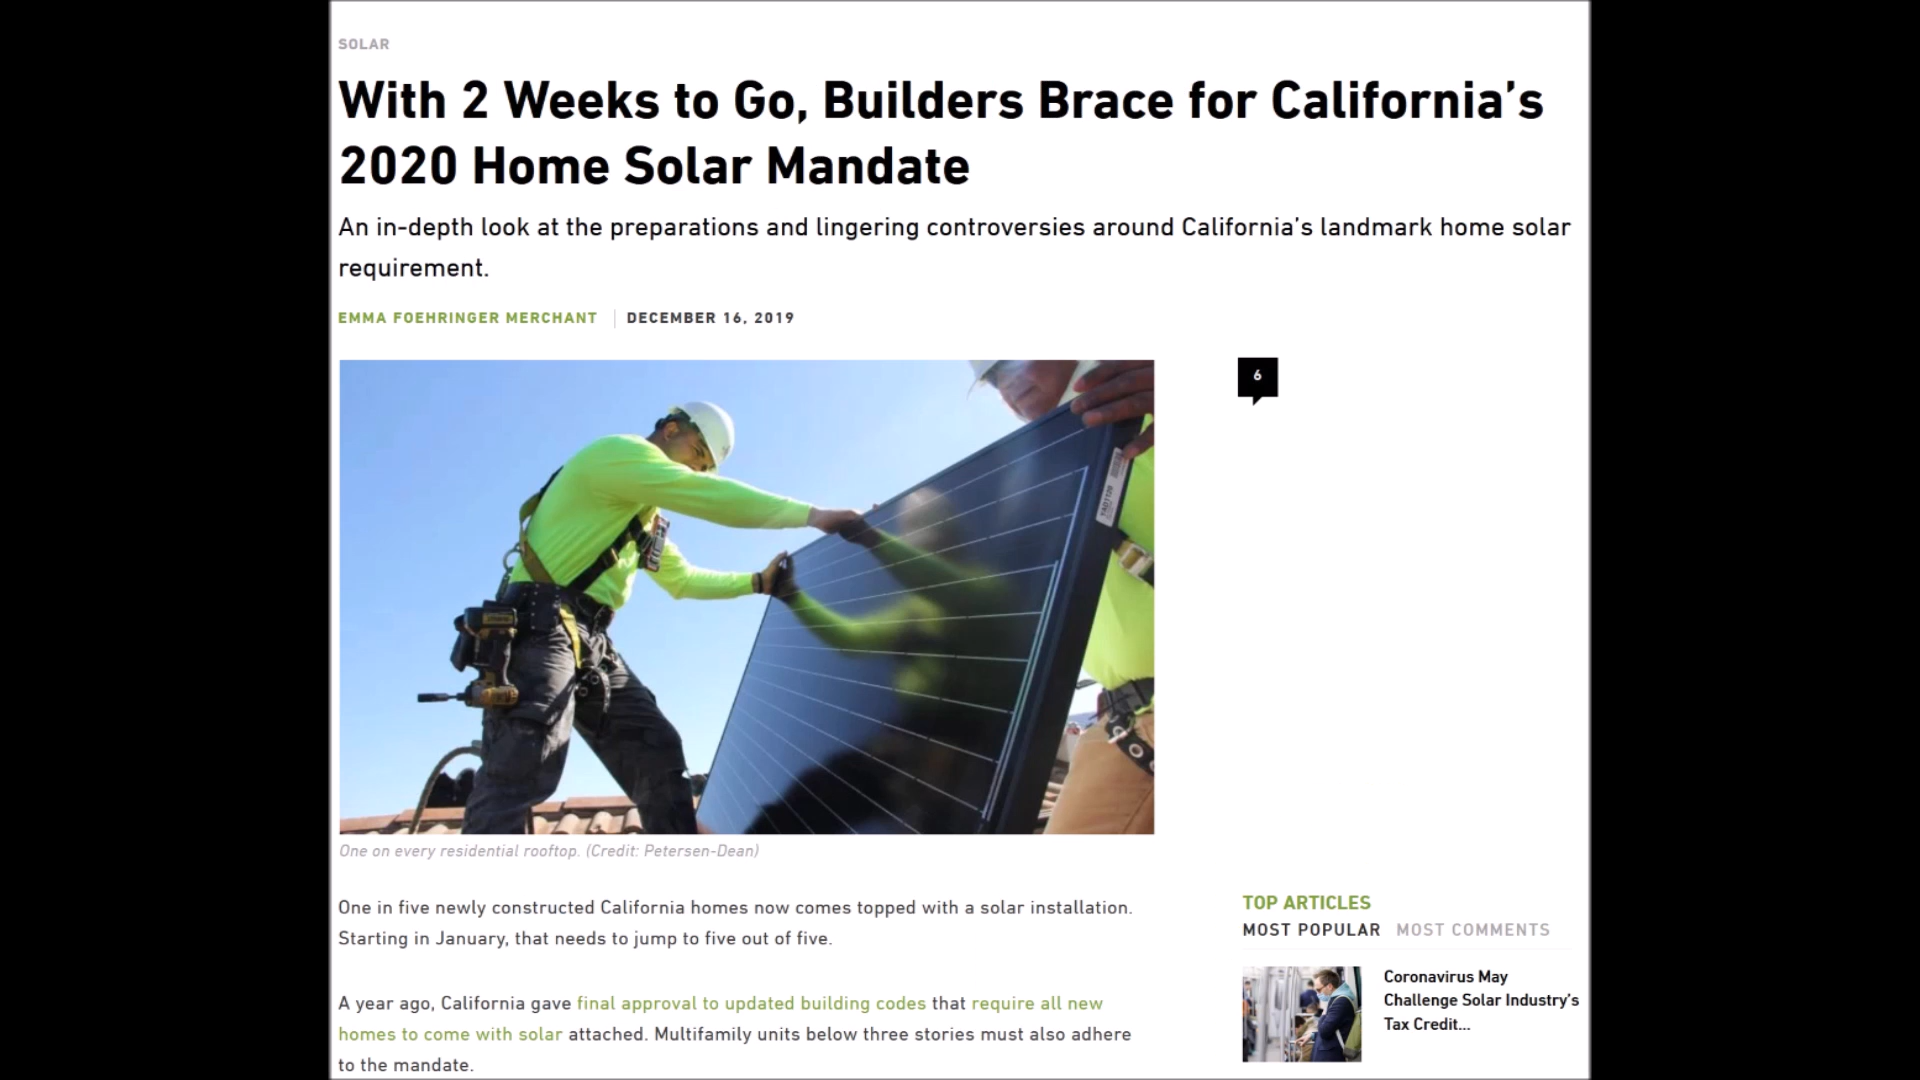 SOLAR
With 2 Weeks to Go, Builders Brace for California's
2020 Home Solar Mandate
An in-depth look at the preparations and lingering controversies around California's landmark home solar
requirement.
EMMA FOEHRINGER MERCHANT DECEMBER 16, 2019
6
One on every residential rooftop. (Credit: Petersen-Dean)
One in five newly constructed California homes now comes topped with a solar installation.
Starting in January, that needs to jump to five out of five.
A year ago, California gave final approval to updated building codes that require all new
homes to come with solar attached. Multifamily units below three stories must also adhere
to the mandate.
TOP ARTICLES
MOST POPULAR MOST COMMENTS
Coronavirus May
Challenge Solar Industry's
Tax Credit...